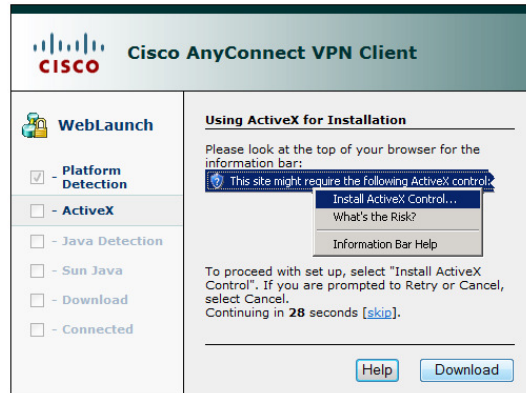 CISCO
Cisco AnyConnect VPN Client
WebLaunch
- Platform
Detection
- ActiveX
- Java Detection
- Sun Java
- Download
- Connected
Using ActiveX for Installation
Please look at the top of your browser for the
information bar:
This site might require the following ActiveX control:
Install ActiveX Control...
What's the Risk?
Information Bar Help
To proceed with set up, select "Install ActiveX
Control". If you are prompted to Retry or Cancel,
select Cancel.
Continuing in 28 seconds [skip].
Help
Download